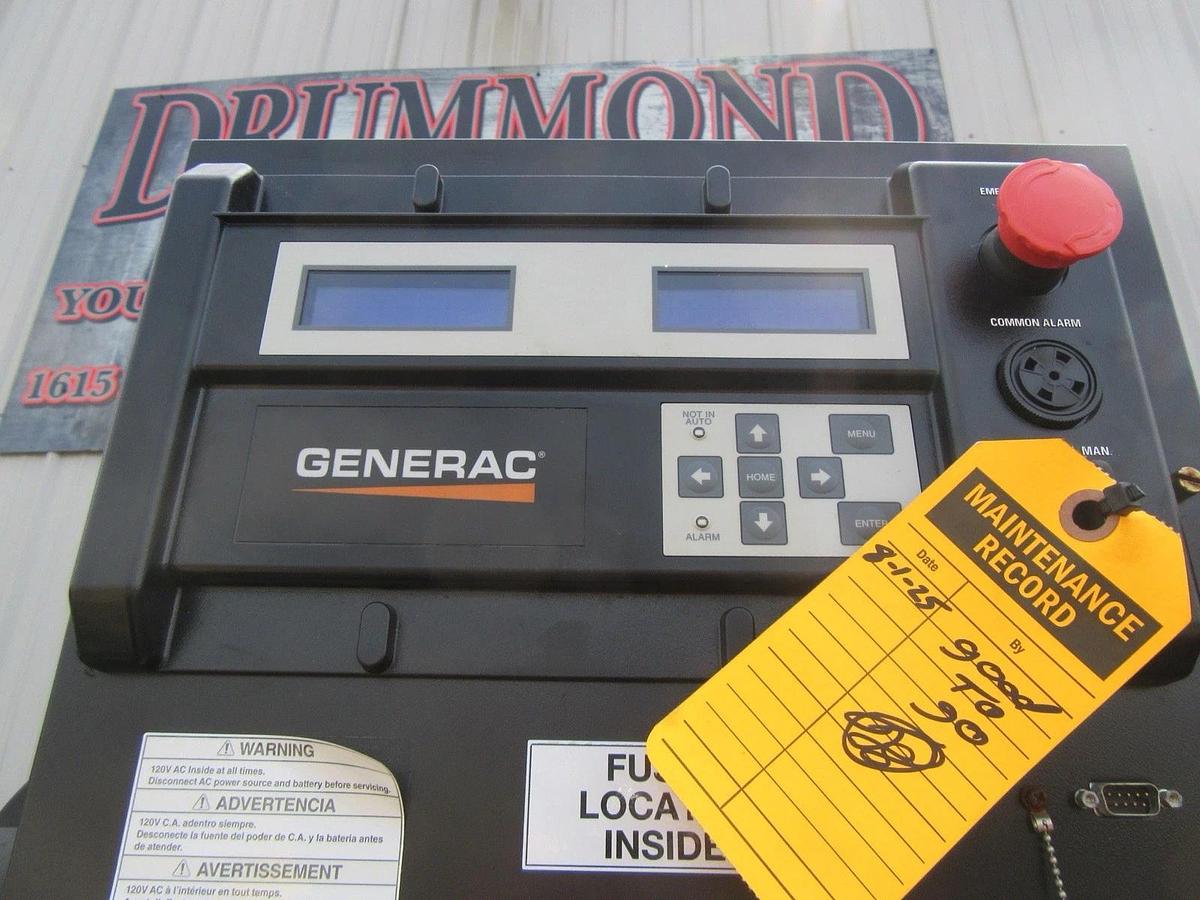 DRUMMOND
YOU
1615
EME
COMMON ALARM
MAN.
GENERAC®
NOT IN
AUTO
MENU
HOME
ENTER
ALARM
MAINTENANCE
RECORD
Date
By
8-1-25
good
TO
go
WARNING
120V AC Inside at all times.
Disconnect AC power source and battery before servicing.
ADVERTENCIA
120V C.A. adentro siempre.
Desconecte la fuente del poder de C.A. y la bateria antes
de atender.
AVERTISSEMENT
120V AC à l'intérieur en tout temps.
FUS
LOCAT
INSIDE